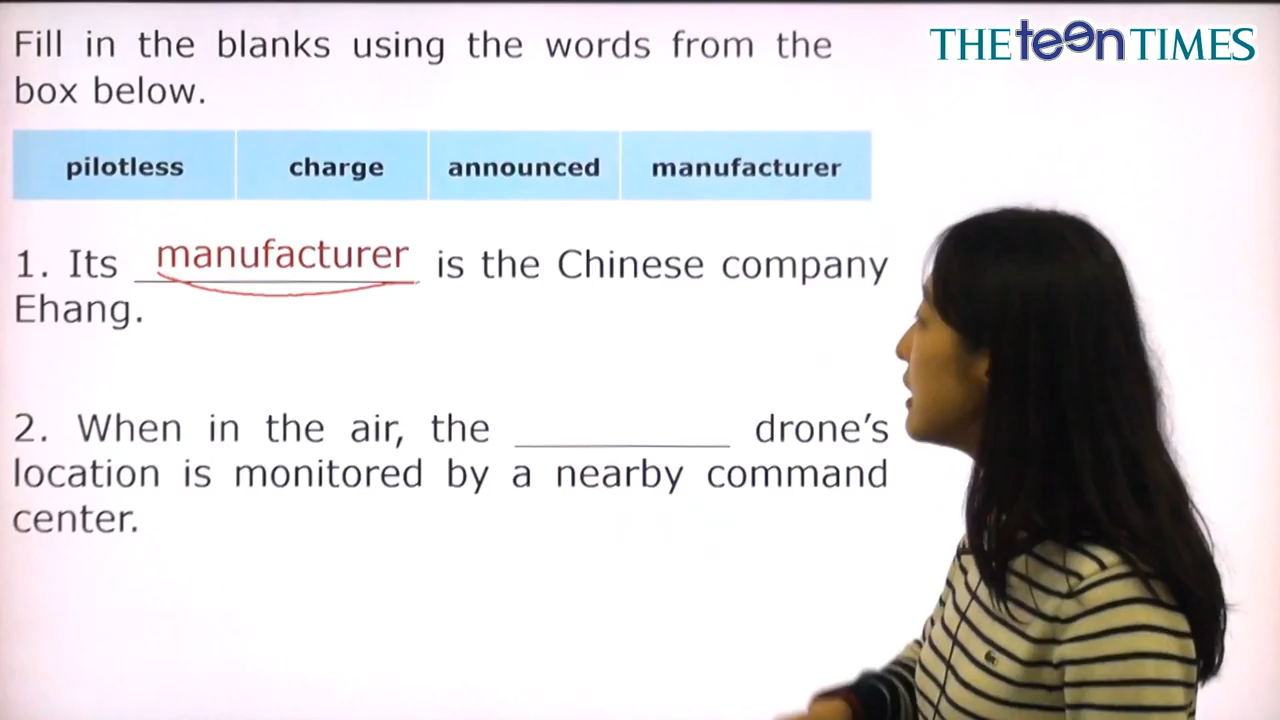 Fill in the blanks using the words from the
box below.
THE teen TIMES
pilotless charge announced manufacturer
1. Its manufacturer is the Chinese company
Ehang.
2. When in the air, the __________ drone's
location is monitored by a nearby command
center.